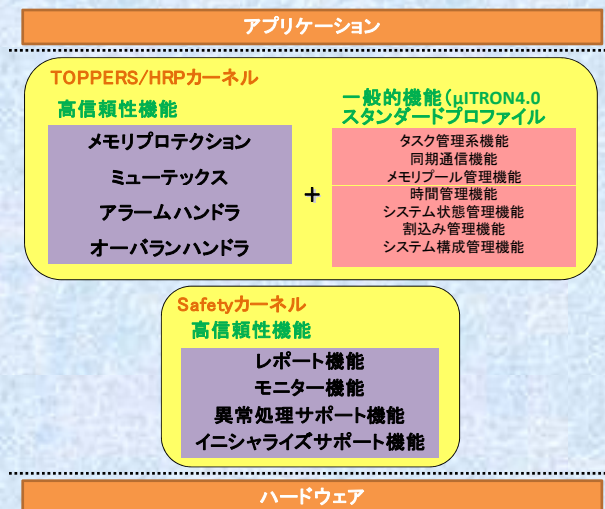 アプリケーション
TOPPERS/HRPカーネル
高信頼性機能
メモリプロテクション
ミューテックス
アラームハンドラ
オーバランハンドラ
+
一般的機能(μITRON4.0
スタンダードプロファイル
タスク管理系機能
同期通信機能
メモリプール管理機能
時間管理機能
システム状態管理機能
割込み管理機能
システム構成管理機能
Safetyカーネル
高信頼性機能
レポート機能
モニター機能
異常処理サポート機能
イニシャライズサポート機能
ハードウェア